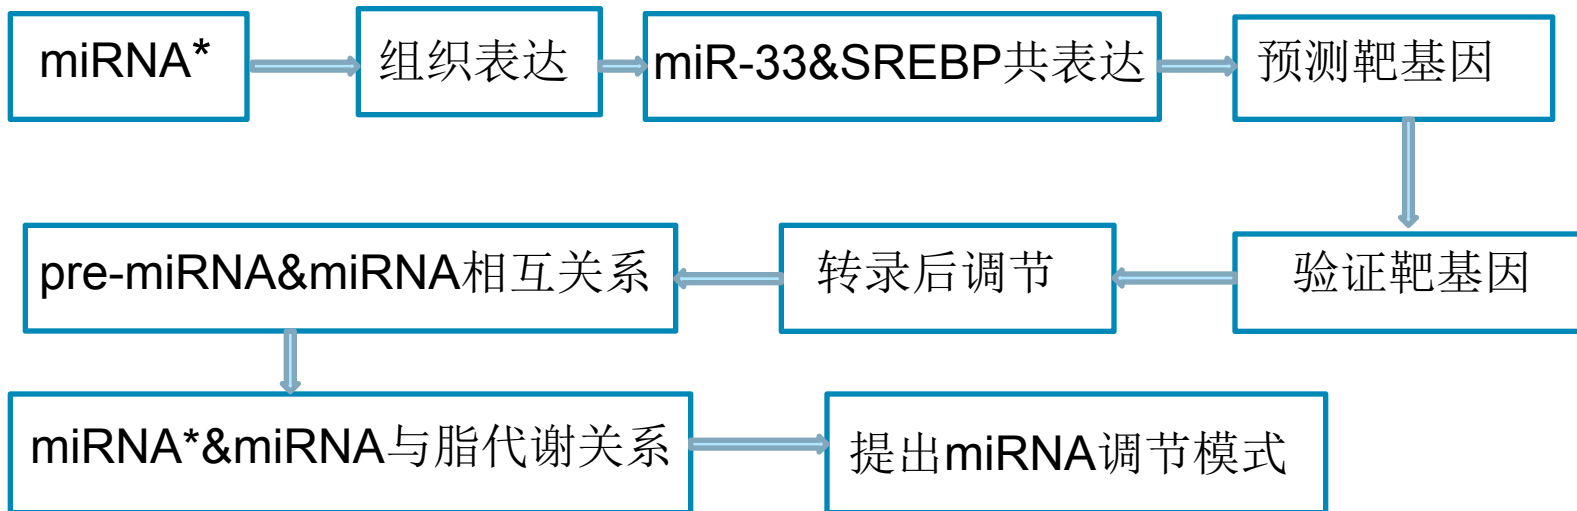 miRNA*
组织表达
miR-33&SREBP共表达
预测靶基因
验证靶基因
转录后调节
pre-miRNA&miRNA相互关系
miRNA*&miRNA与脂代谢关系
提出miRNA调节模式